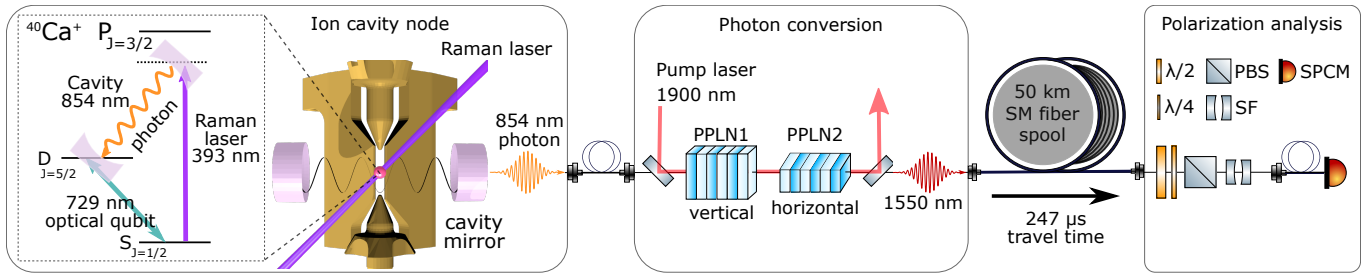 Ion cavity node
⁴⁰Ca⁺
P J=3/2
Cavity
854 nm
photon
Raman
laser
393 nm
D
J=5/2
729 nm
optical qubit
S J=1/2
Raman laser
854 nm
photon
cavity
mirror
Photon conversion
Pump laser
1900 nm
PPLN1
PPLN2
vertical
horizontal
1550 nm
50 km
SM fiber
spool
247 µs
travel time
Polarization analysis
λ/2
PBS
SPCM
λ/4
SF